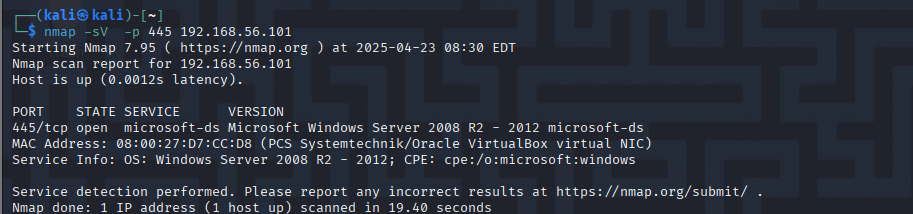 ┌──(kali㉿kali)-[~]
└─$ nmap -sV  -p 445 192.168.56.101
Starting Nmap 7.95 ( https://nmap.org ) at 2025-04-23 08:30 EDT
Nmap scan report for 192.168.56.101
Host is up (0.0012s latency).

PORT    STATE SERVICE      VERSION
445/tcp open  microsoft-ds Microsoft Windows Server 2008 R2 - 2012 microsoft-ds
MAC Address: 08:00:27:D7:CC:D8 (PCS Systemtechnik/Oracle VirtualBox virtual NIC)
Service Info: OS: Windows Server 2008 R2 - 2012; CPE: cpe:/o:microsoft:windows

Service detection performed. Please report any incorrect results at https://nmap.org/submit/ .
Nmap done: 1 IP address (1 host up) scanned in 19.40 seconds